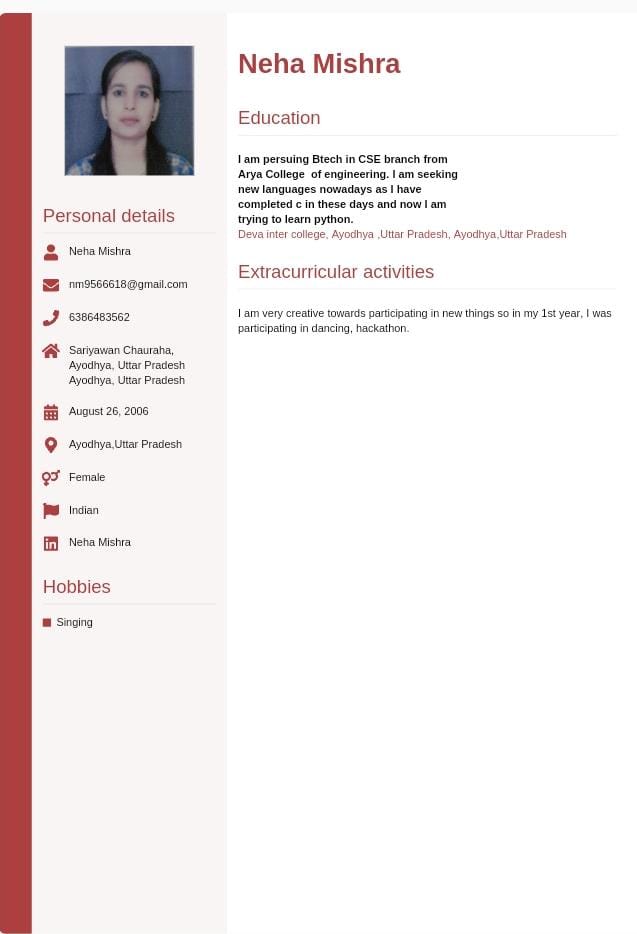 Neha Mishra
Education
I am persuing Btech in CSE branch from
Arya College of engineering. I am seeking
new languages nowadays as I have
completed c in these days and now I am
trying to learn python.
Deva inter college, Ayodhya ,Uttar Pradesh, Ayodhya,Uttar Pradesh
Extracurricular activities
I am very creative towards participating in new things so in my 1st year, I was
participating in dancing, hackathon.
Personal details
Neha Mishra
nm9566618@gmail.com
6386483562
Sariyawan Chauraha,
Ayodhya, Uttar Pradesh
Ayodhya, Uttar Pradesh
August 26, 2006
Ayodhya,Uttar Pradesh
Female
Indian
in
Neha Mishra
Hobbies
Singing